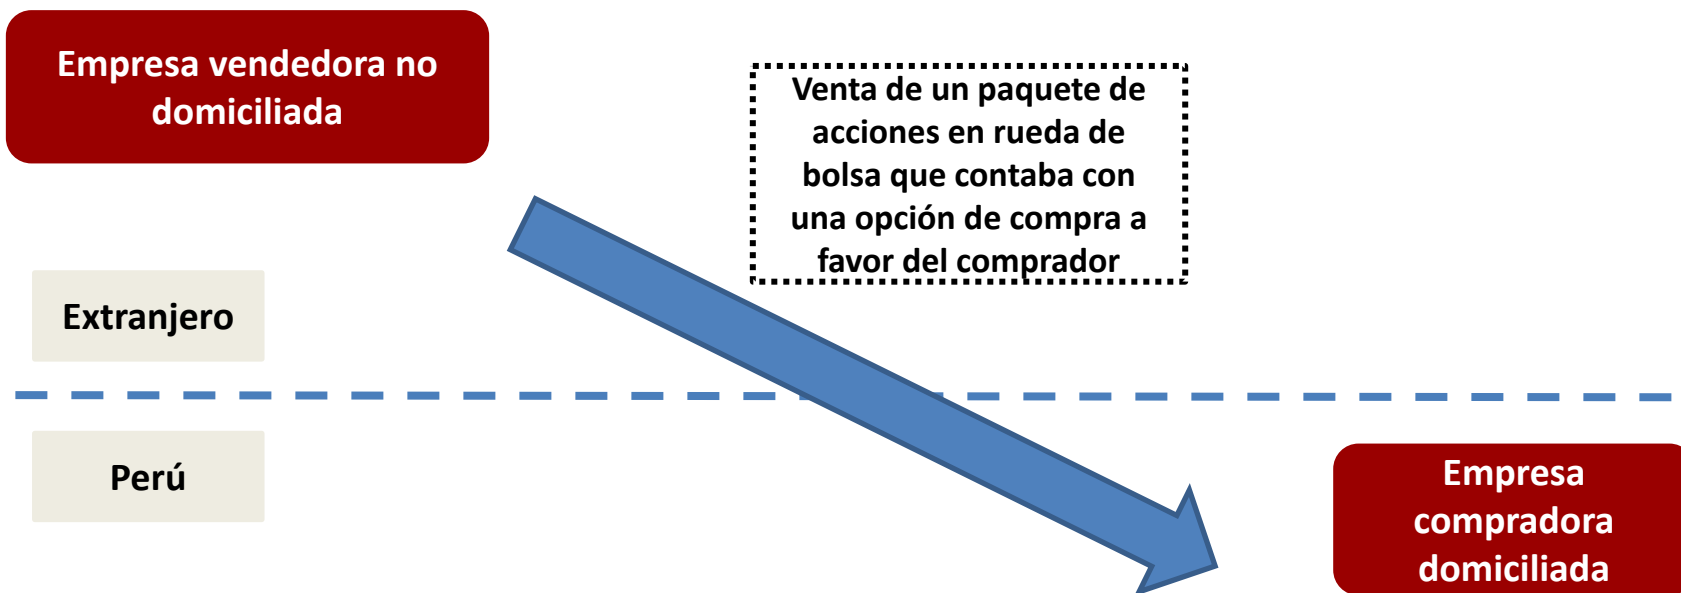 Empresa vendedora no
domiciliada
Venta de un paquete de
acciones en rueda de
bolsa que contaba con
una opción de compra a
favor del comprador
Extranjero
Perú
Empresa
compradora
domiciliada